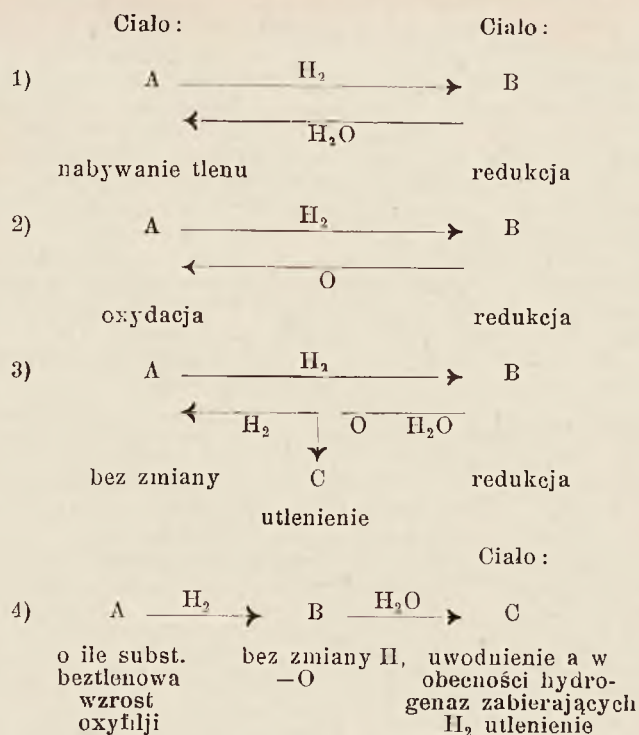 Ciało: Ciało:
1) A H₂ B
H₂O
nabywanie tlenu redukcja
2) A H₂ B
O
oxydacja redukcja
3) A H₂ B
H₂ O H₂O
bez zmiany C redukcja
utlenienie
Ciało:
4) A H₂ B H₂O C
o ile subst. bez zmiany H, uwodnienie a w
beztlenowa —O obecności hydro-
wzrost genaz zabierających
oxyfilji H₂ utlenienie